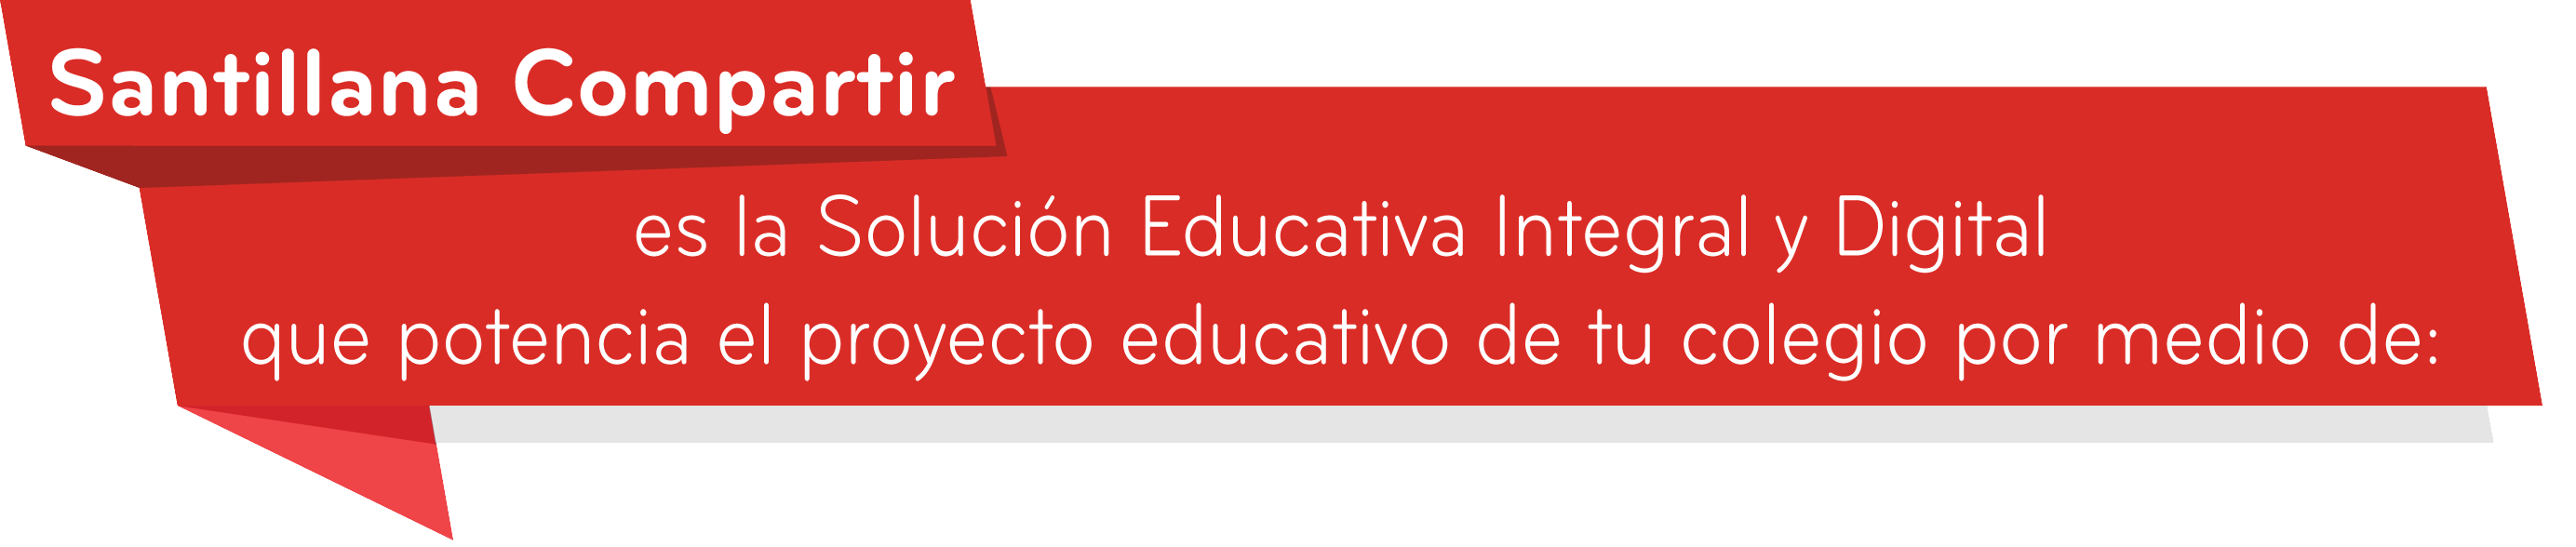 Santillana Compartir
es la Solución Educativa Integral y Digital
que potencia el proyecto educativo de tu colegio por medio de: